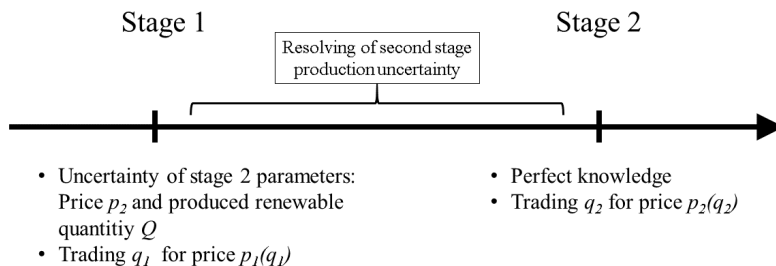 Stage 1
Stage 2
Resolving of second stage
production uncertainty
• Uncertainty of stage 2 parameters:
Price p2 and produced renewable
quantitiy Q
• Trading q1 for price p1(q1)
• Perfect knowledge
• Trading q2 for price p2(q2)